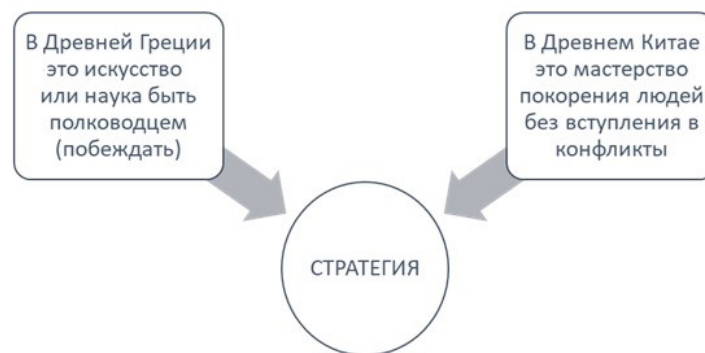 В Древней Греции
это искусство
или наука быть
полководцем
(побеждать)
В Древнем Китае
это мастерство
покорения людей
без вступления в
конфликты
СТРАТЕГИЯ